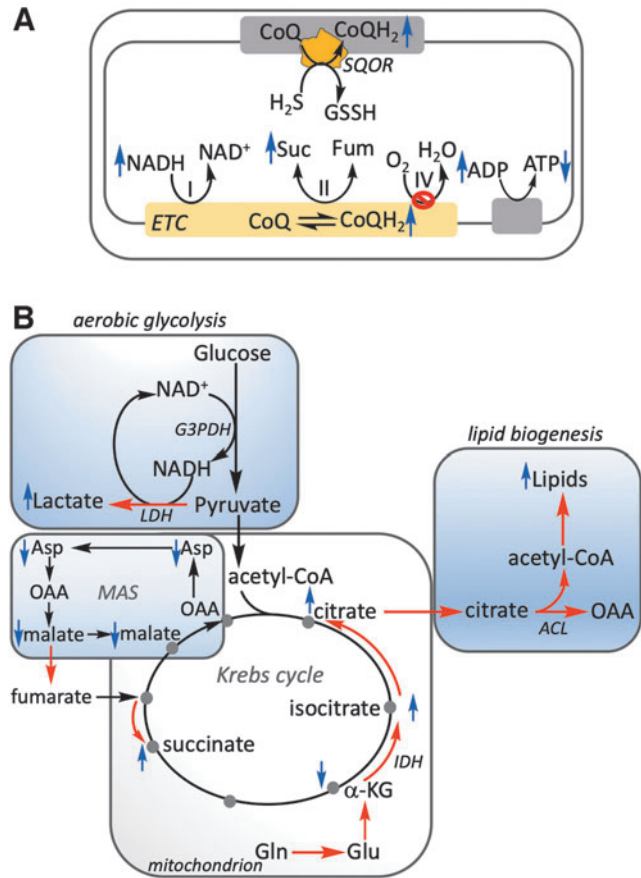 A
CoQ CoQH2
SQOR
H2S GSSH
NADH NAD+ Suc Fum O2 H2O ADP ATP
I II IV
ETC CoQ CoQH2
B
aerobic glycolysis
Glucose
NAD+
G3PDH
NADH
Lactate Pyruvate
LDH
lipid biogenesis
Lipids
acetyl-CoA
citrate OAA
ACL
Asp Asp
OAA MAS OAA
malate malate
acetyl-CoA
citrate
Krebs cycle
fumarate
isocitrate
succinate
IDH
α-KG
Gln Glu
mitochondrion